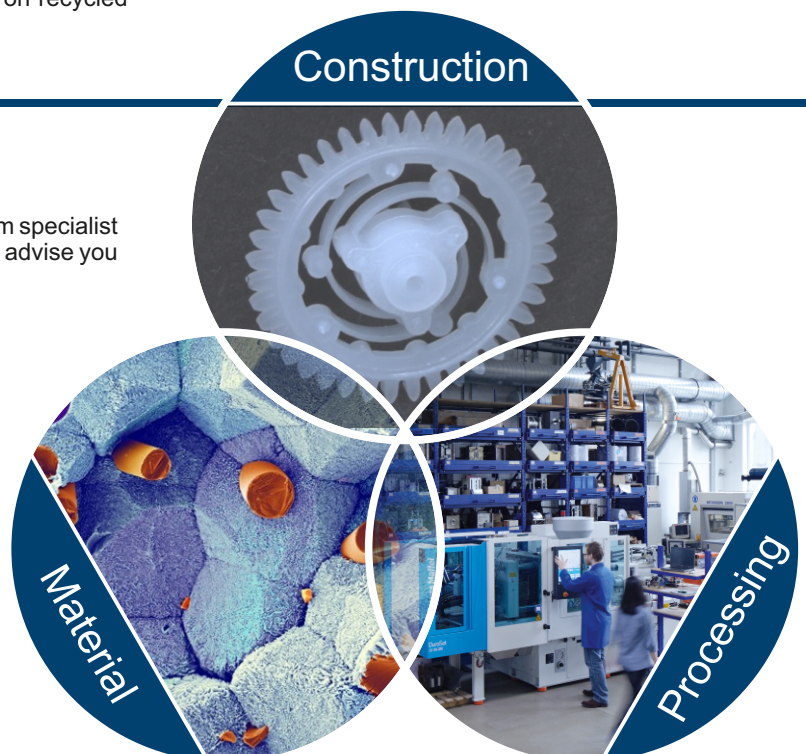 on recycled
Construction
m specialist
advise you
Material
Processing